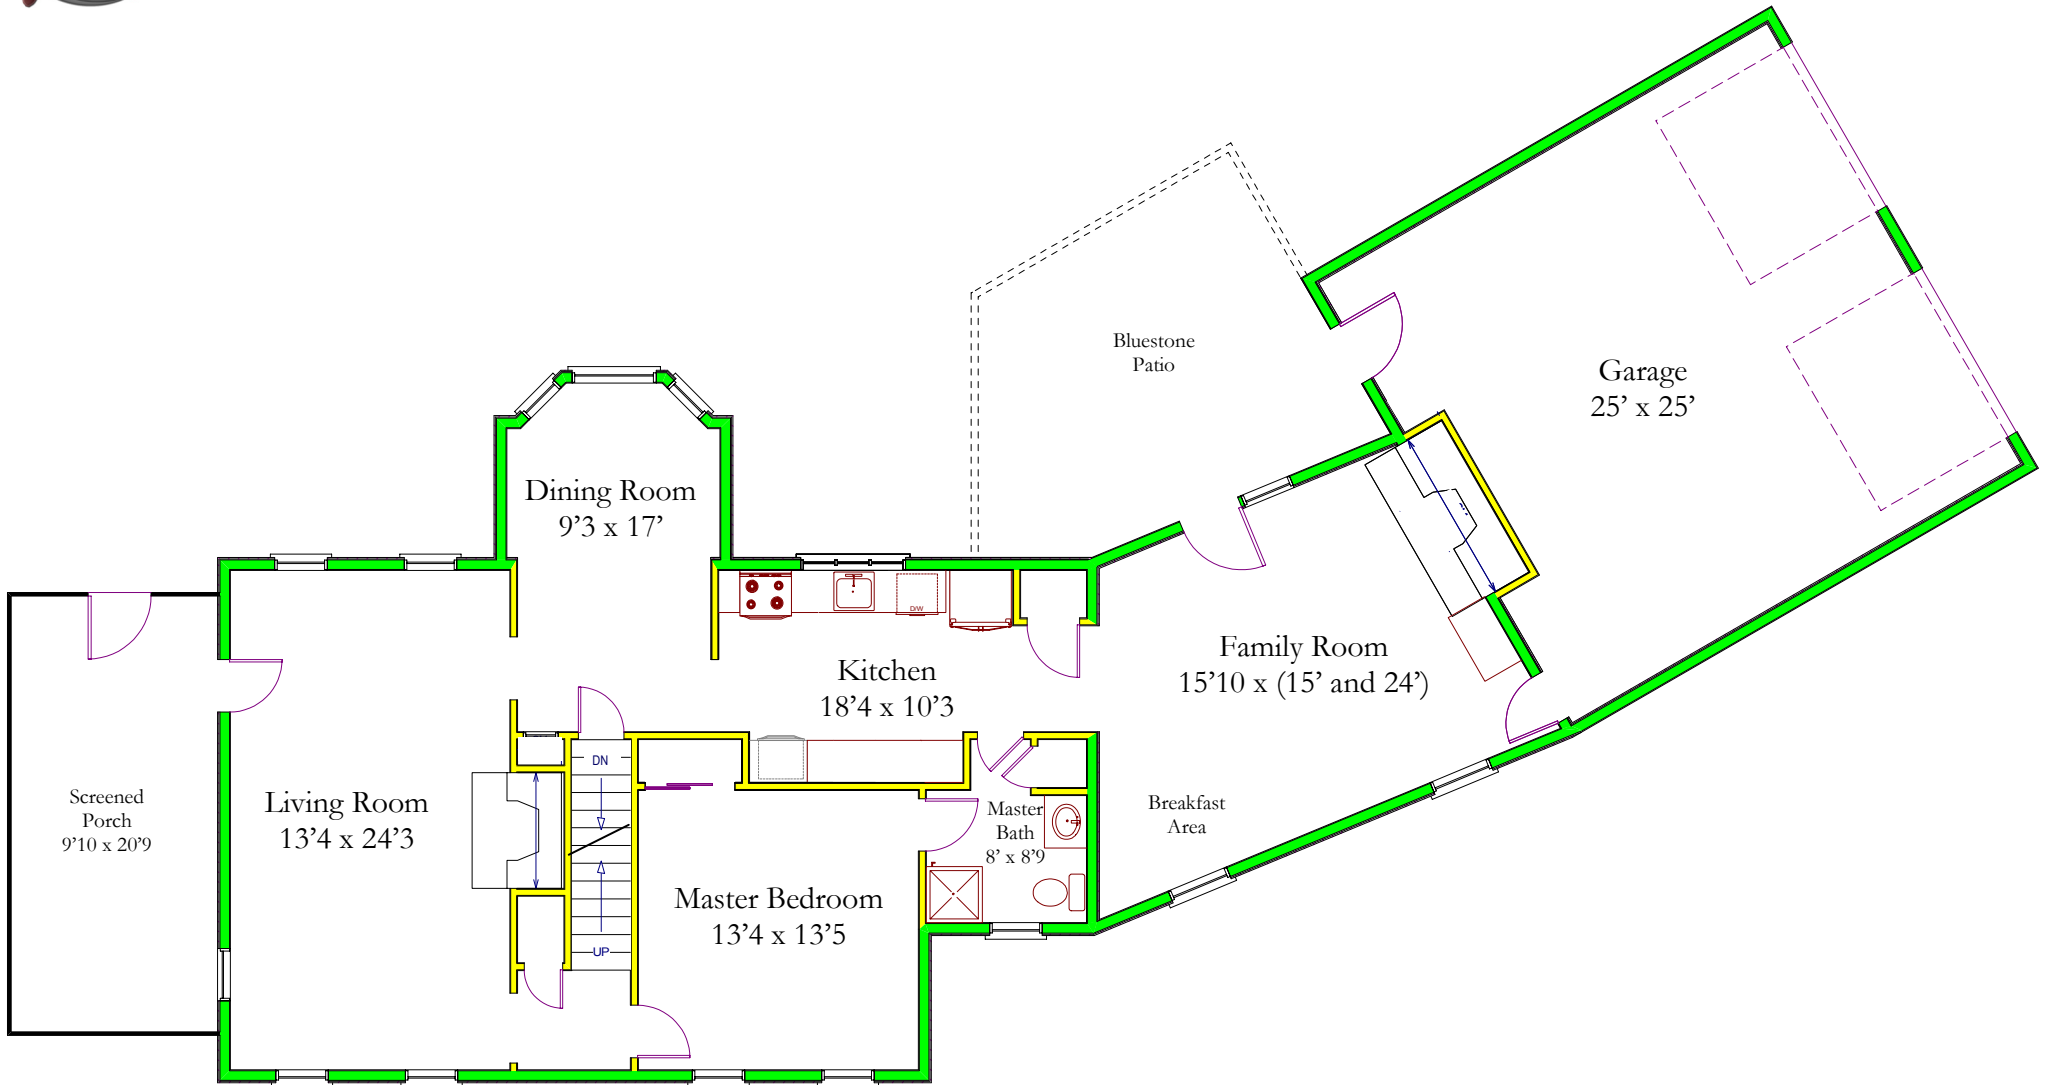 Bluestone
Patio
Garage
25’ x 25’
Dining Room
9’3 x 17’
D/W
Kitchen
18’4 x 10’3
Family Room
15’10 x (15’ and 24’)
DN
Screened
Porch
9’10 x 20’9
Living Room
13’4 x 24’3
Master
Bath
8’ x 8’9
Breakfast
Area
Master Bedroom
13’4 x 13’5
UP